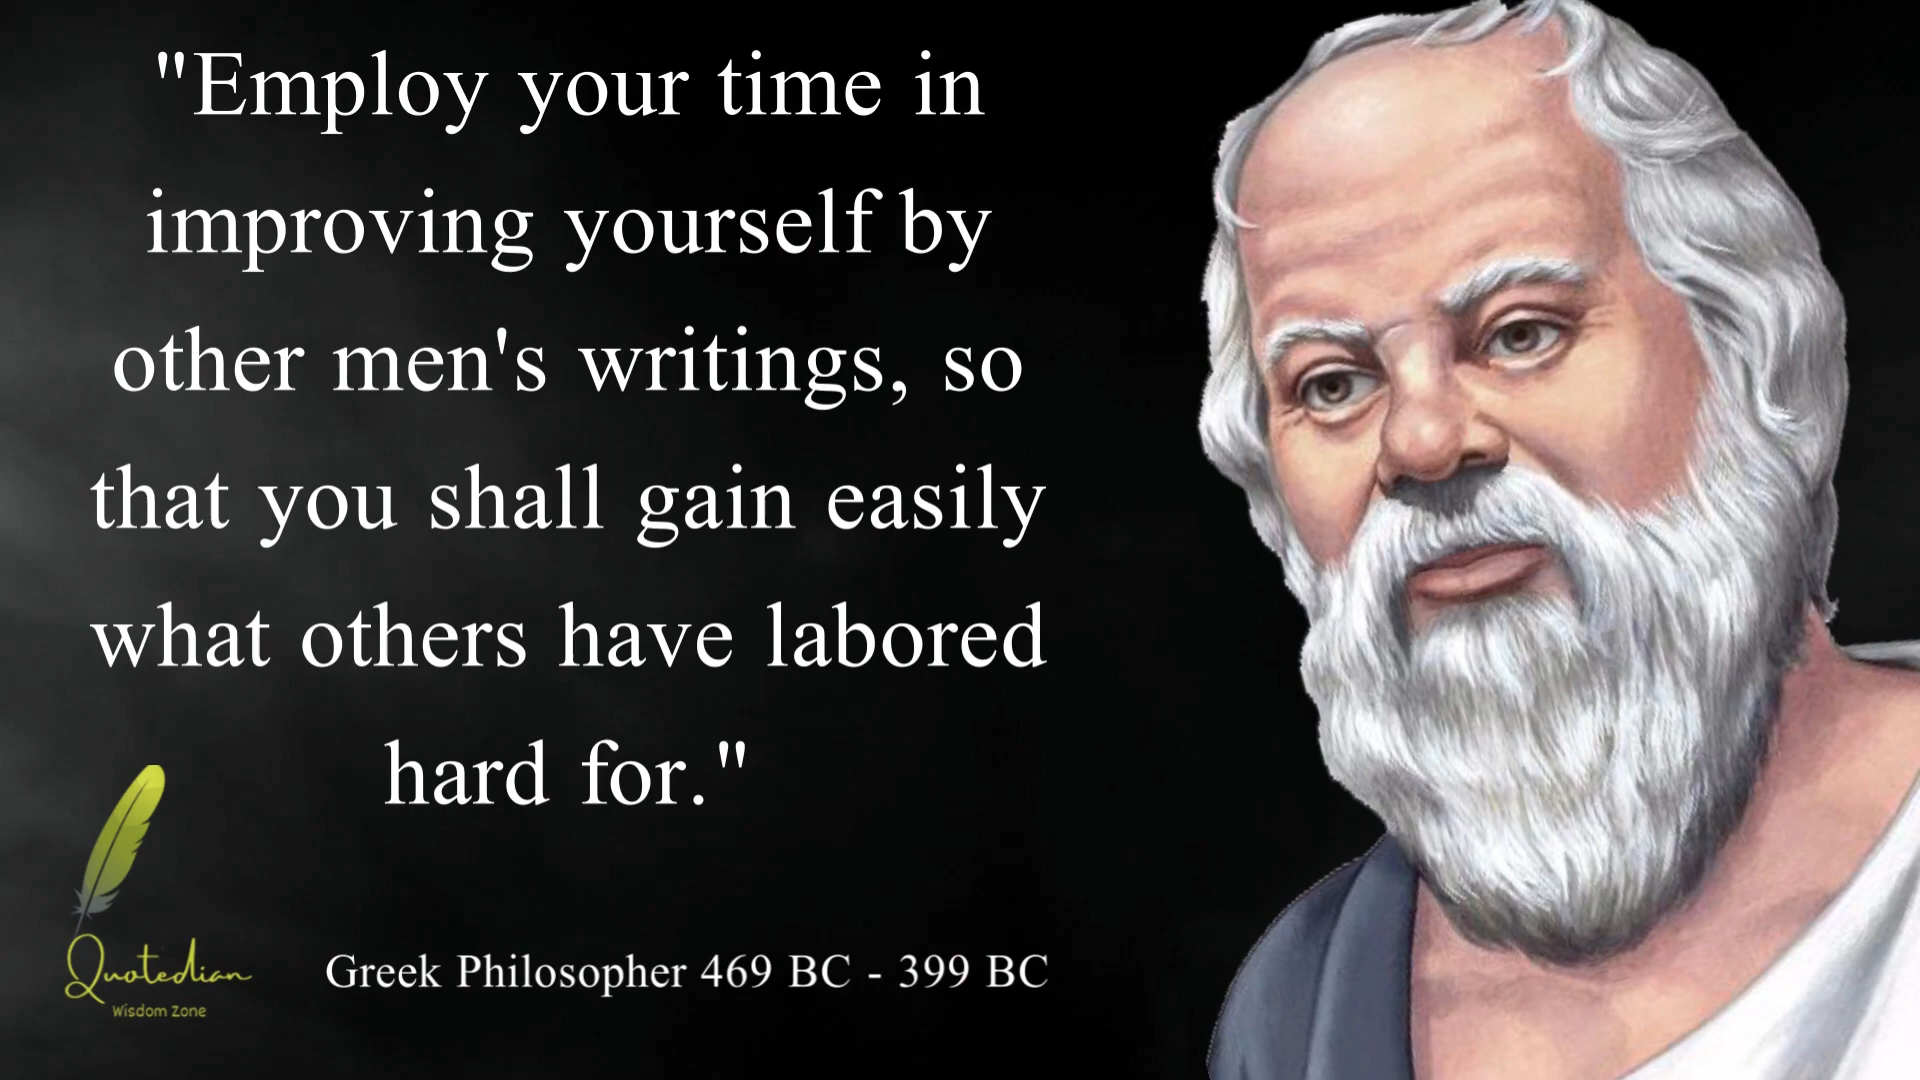 "Employ your time in
improving yourself by
other men's writings, so
that you shall gain easily
what others have labored
hard for."
Quotedian
Wisdom Zone
Greek Philosopher 469 BC - 399 BC